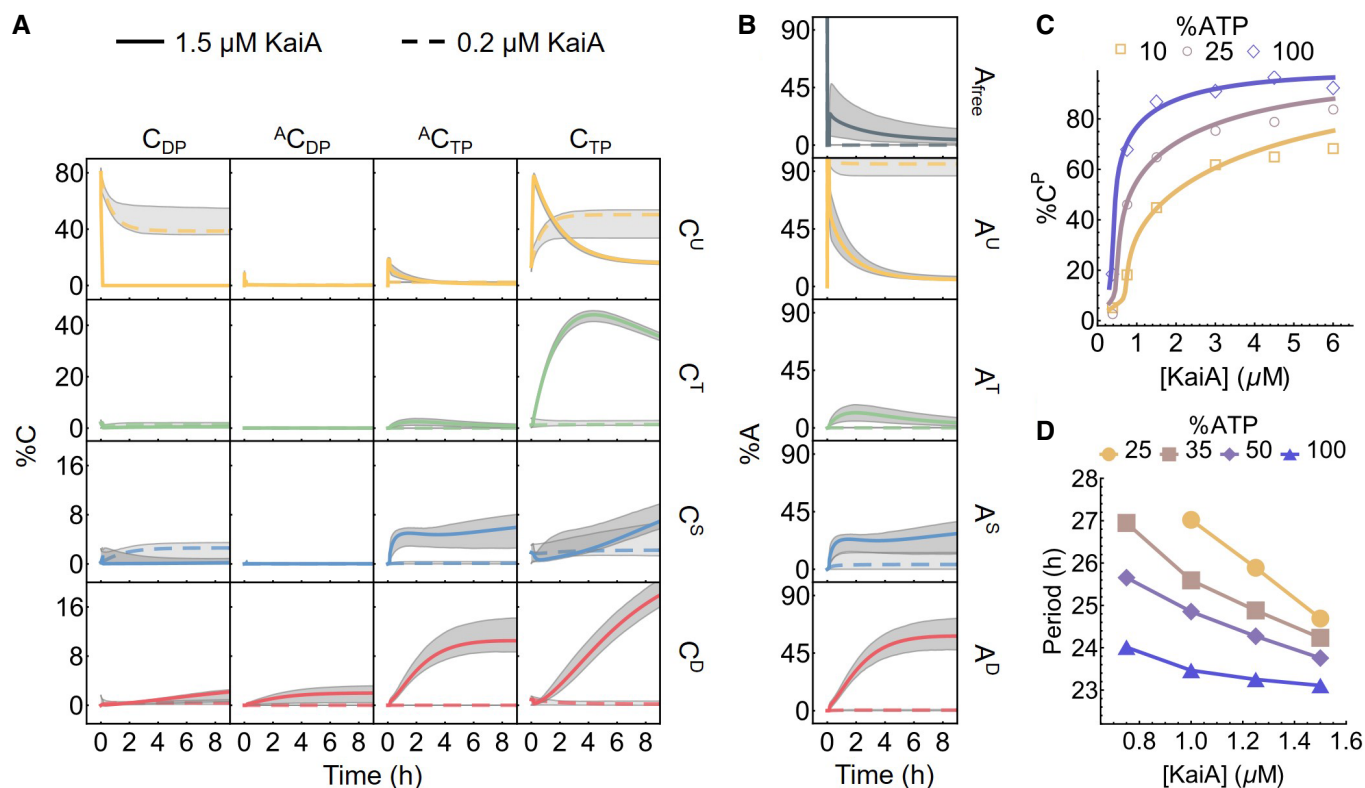 A
1.5 µM KaiA
0.2 µM KaiA
C_DP
^AC_DP
^AC_TP
C_TP
80
40
0
C^U
40
20
0
C^T
%C
16
8
0
C^S
16
8
0
C^D
0 2 4 6 8
0 2 4 6 8
0 2 4 6 8
0 2 4 6 8
Time (h)
B
90
45
0
A_free
90
45
0
A^U
90
45
0
A^T
%A
90
45
0
A^S
90
45
0
A^D
0 2 4 6 8
Time (h)
C
%ATP
10 25 100
%C^P
80
60
40
20
0
0 1 2 3 4 5 6
[KaiA] (µM)
D
%ATP
25 35 50 100
Period (h)
28
27
26
25
24
23
0.8 1.0 1.2 1.4 1.6
[KaiA] (µM)